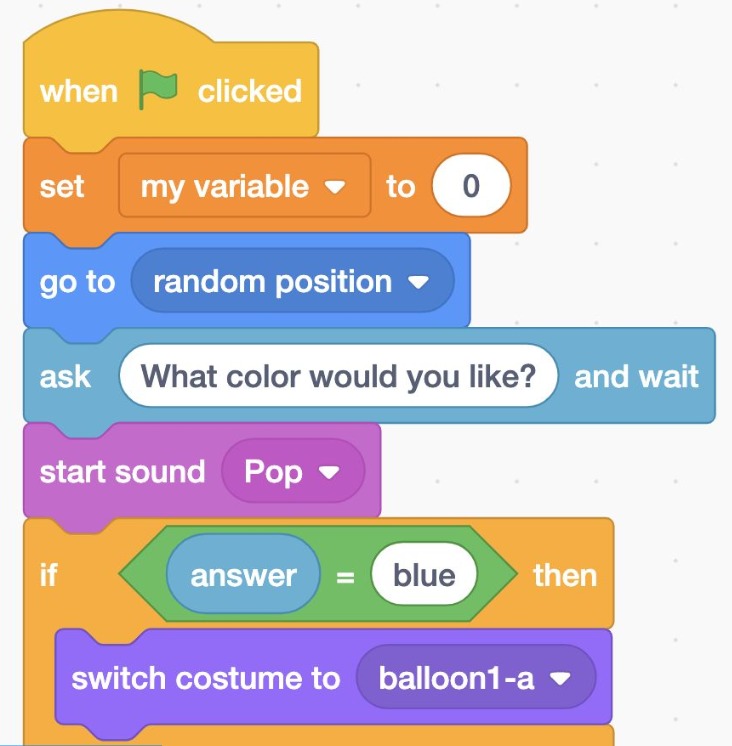 when clicked
set my variable to 0
go to random position
ask What color would you like? and wait
start sound Pop
if answer = blue then
switch costume to balloon1-a